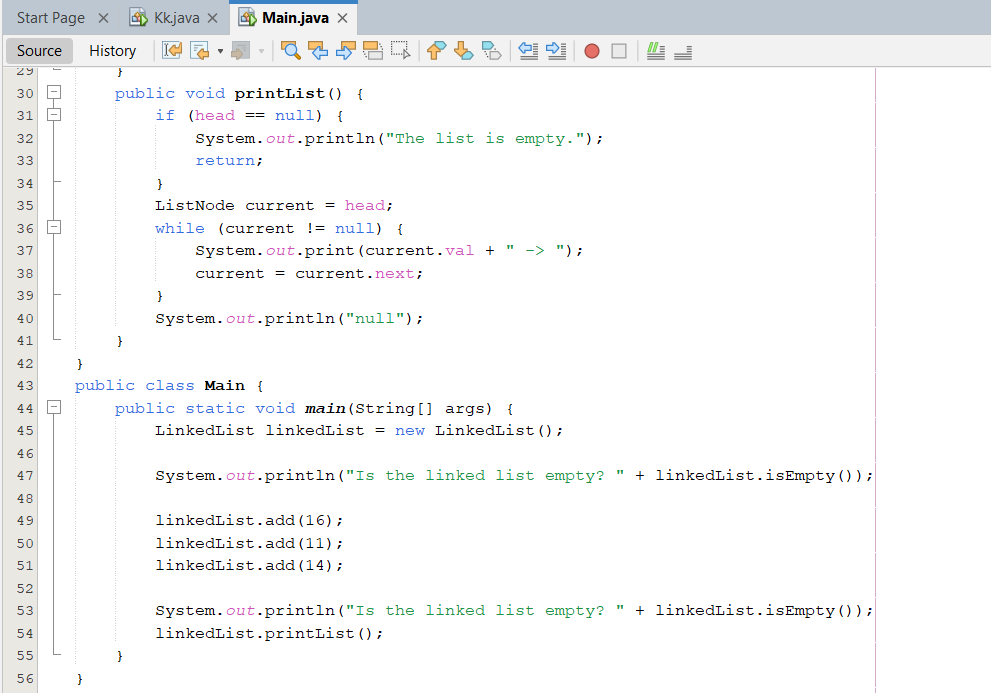 Start Page Kk.java Main.java
Source History
29 }
30 public void printList() {
31 if (head == null) {
32 System.out.println("The list is empty.");
33 return;
34 }
35 ListNode current = head;
36 while (current != null) {
37 System.out.print(current.val + " -> ");
38 current = current.next;
39 }
40 System.out.println("null");
41 }
42 }
43 public class Main {
44 public static void main(String[] args) {
45 LinkedList linkedList = new LinkedList();
46
47 System.out.println("Is the linked list empty? " + linkedList.isEmpty());
48
49 linkedList.add(16);
50 linkedList.add(11);
51 linkedList.add(14);
52
53 System.out.println("Is the linked list empty? " + linkedList.isEmpty());
54 linkedList.printList();
55 }
56 }